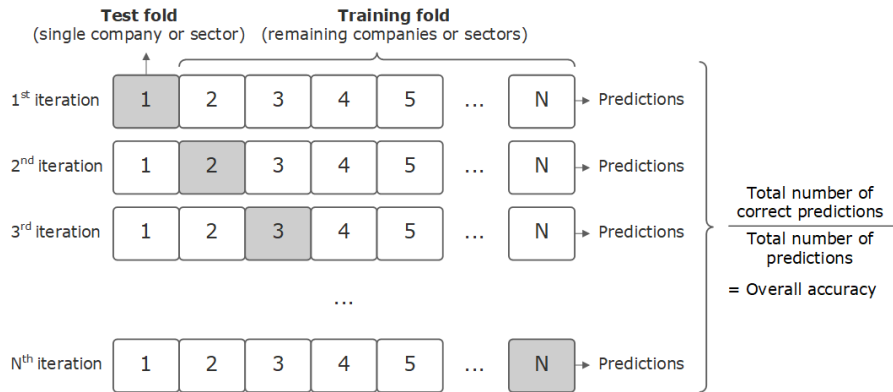 Test fold
(single company or sector)
Training fold
(remaining companies or sectors)
1st iteration 1 2 3 4 5 ... N Predictions
2nd iteration 1 2 3 4 5 ... N Predictions
3rd iteration 1 2 3 4 5 ... N Predictions
...
Nth iteration 1 2 3 4 5 ... N Predictions
Total number of
correct predictions
Total number of
predictions
= Overall accuracy